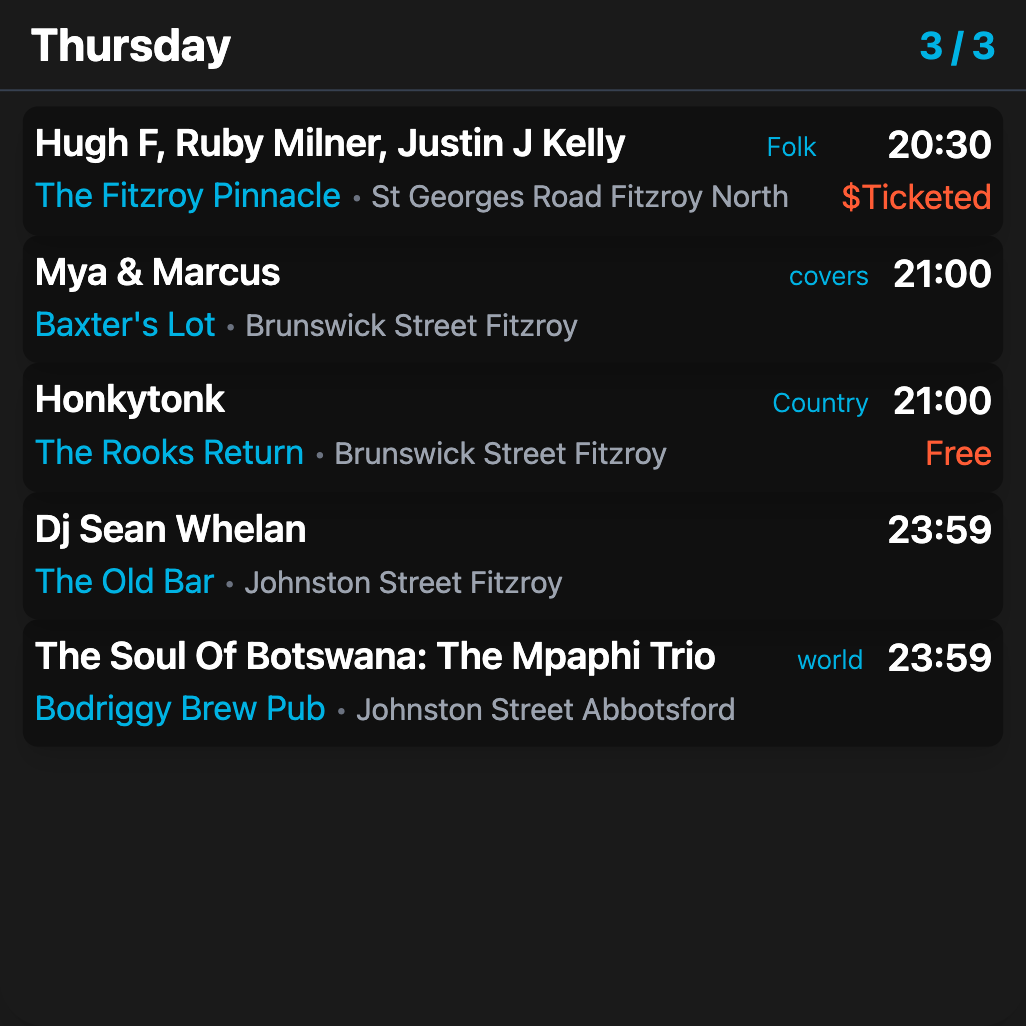 Thursday 3 / 3
Hugh F, Ruby Milner, Justin J Kelly Folk 20:30
The Fitzroy Pinnacle • St Georges Road Fitzroy North $Ticketed
Mya & Marcus covers 21:00
Baxter's Lot • Brunswick Street Fitzroy
Honkytonk Country 21:00
The Rooks Return • Brunswick Street Fitzroy Free
Dj Sean Whelan 23:59
The Old Bar • Johnston Street Fitzroy
The Soul Of Botswana: The Mpaphi Trio world 23:59
Bodriggy Brew Pub • Johnston Street Abbotsford